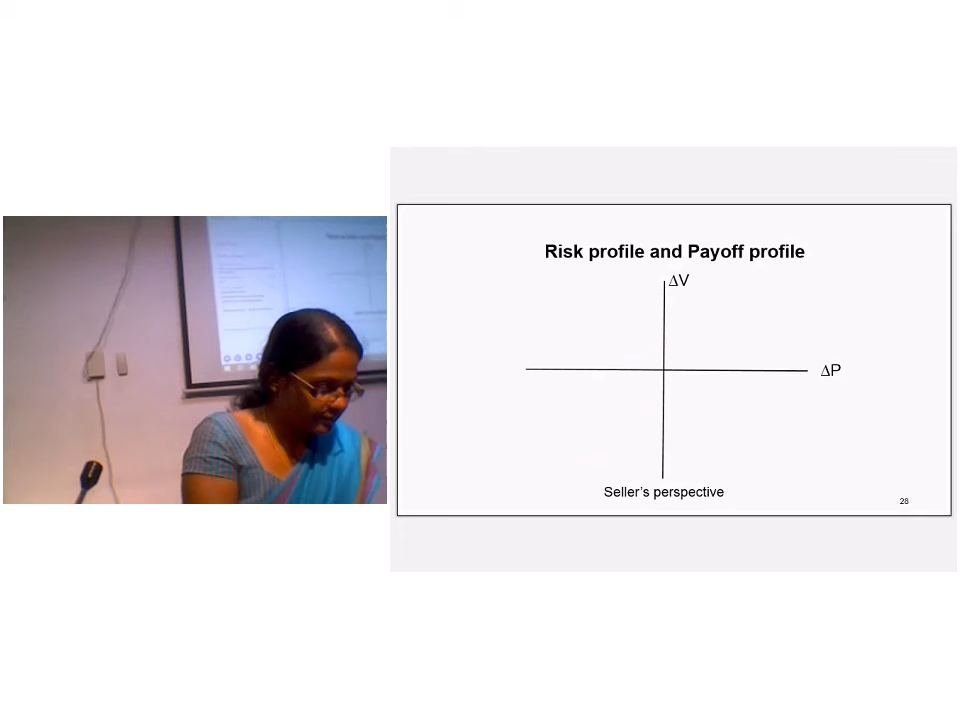 Risk profile and Payoff profile
∆V
∆P
Seller's perspective
28